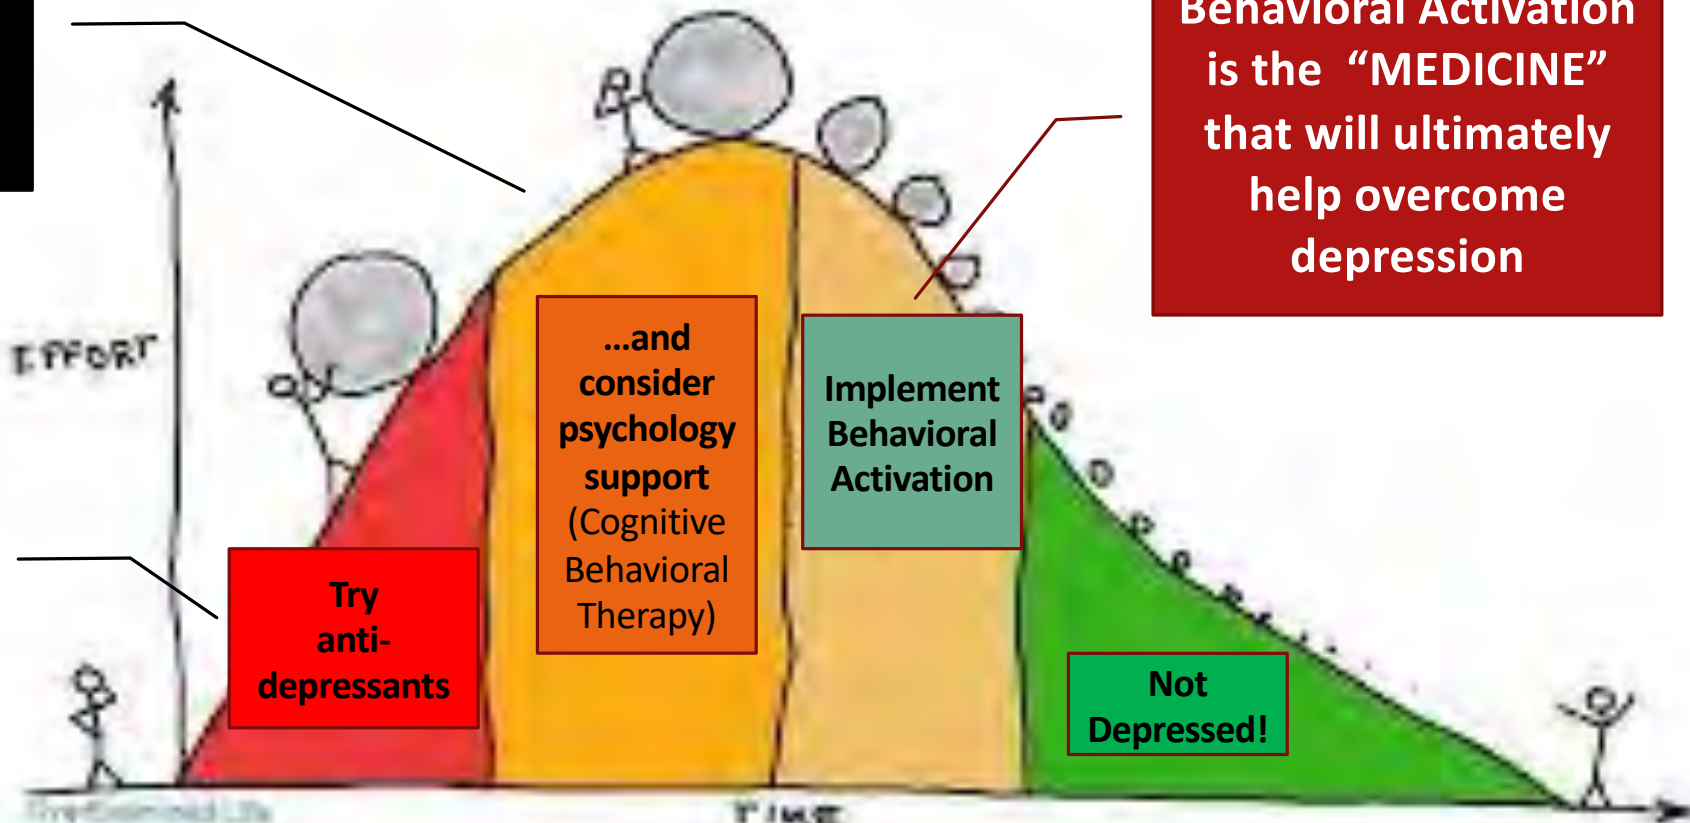 Behavioral Activation
is the “MEDICINE”
that will ultimately
help overcome
depression
EFFORT
...and
consider
psychology
support
(Cognitive
Behavioral
Therapy)
Implement
Behavioral
Activation
Try
anti-
depressants
Not
Depressed!
TIME